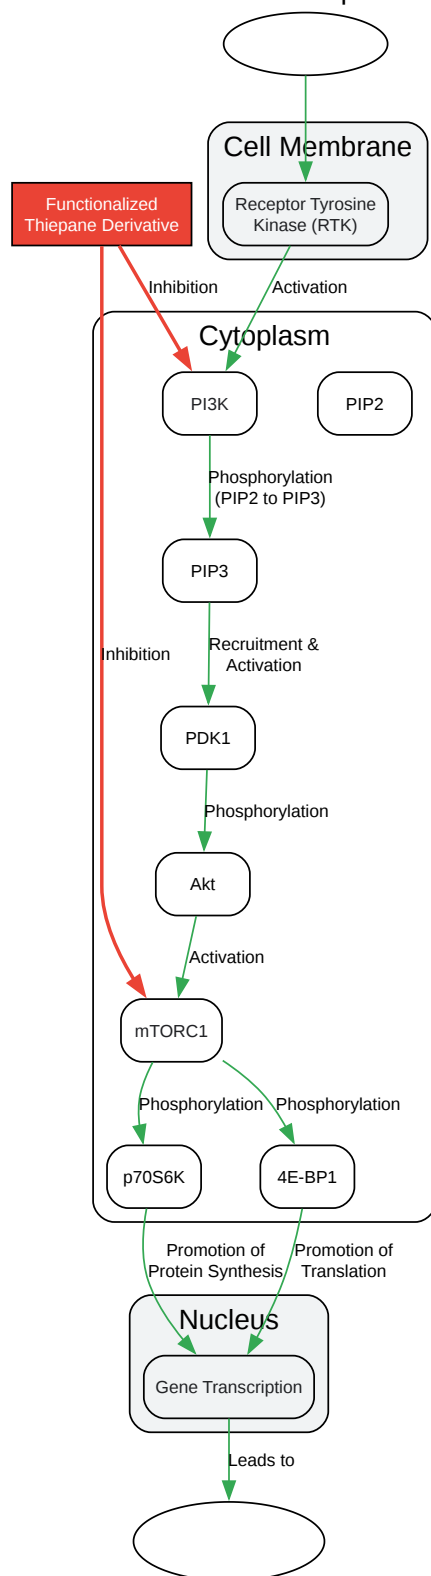 Cell Membrane
Functionalized
Thiepane Derivative
Receptor Tyrosine
Kinase (RTK)
Inhibition
Activation
Cytoplasm
PI3K
PIP2
Phosphorylation
(PIP2 to PIP3)
PIP3
Inhibition
Recruitment &
Activation
PDK1
Phosphorylation
Akt
Activation
mTORC1
Phosphorylation
Phosphorylation
p70S6K
4E-BP1
Promotion of
Protein Synthesis
Promotion of
Translation
Nucleus
Gene Transcription
Leads to